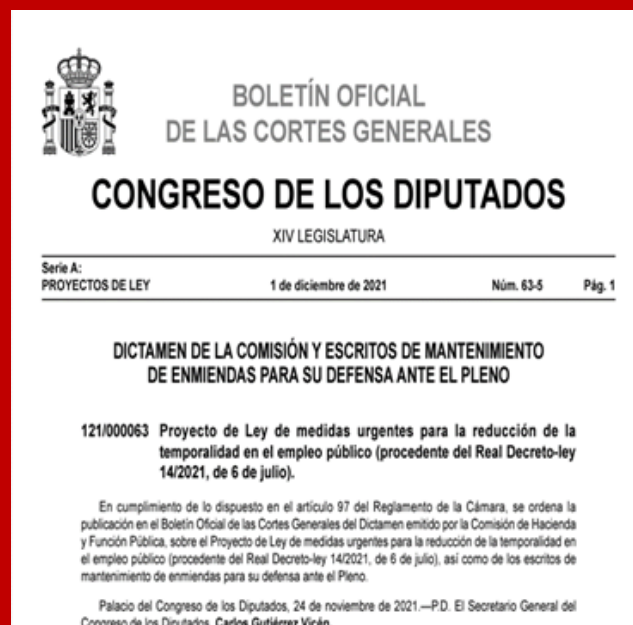 BOLETÍN OFICIAL
DE LAS CORTES GENERALES
CONGRESO DE LOS DIPUTADOS
XIV LEGISLATURA
Serie A:
PROYECTOS DE LEY 1 de diciembre de 2021 Núm. 63-5 Pág. 1
DICTAMEN DE LA COMISIÓN Y ESCRITOS DE MANTENIMIENTO
DE ENMIENDAS PARA SU DEFENSA ANTE EL PLENO
121/000063 Proyecto de Ley de medidas urgentes para la reducción de la
temporalidad en el empleo público (procedente del Real Decreto-ley
14/2021, de 6 de julio).
En cumplimiento de lo dispuesto en el artículo 97 del Reglamento de la Cámara, se ordena la
publicación en el Boletín Oficial de las Cortes Generales del Dictamen emitido por la Comisión de Hacienda
y Función Pública, sobre el Proyecto de Ley de medidas urgentes para la reducción de la temporalidad en
el empleo público (procedente del Real Decreto-ley 14/2021, de 6 de julio), así como de los escritos de
mantenimiento de enmiendas para su defensa ante el Pleno.
Palacio del Congreso de los Diputados, 24 de noviembre de 2021.—P.D. El Secretario General del
Congreso de los Diputados, Carlos Gutiérrez Vicén.